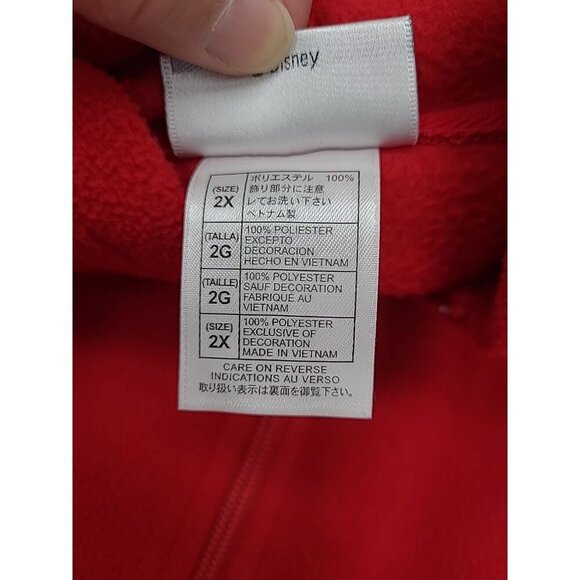 © Disney
(SIZE)
2X
ポリエステル 100%
飾り部分に注意
レてお洗い下さい
ベトナム製
(TALLA)
2G
100% POLIESTER
EXCEPTO
DECORACION
HECHO EN VIETNAM
(TAILLE)
2G
100% POLYESTER
SAUF DECORATION
FABRIQUÉ AU
VIETNAM
(SIZE)
2X
100% POLYESTER
EXCLUSIVE OF
DECORATION
MADE IN VIETNAM
CARE ON REVERSE
INDICATIONS AU VERSO
取り扱い表示は裏面を御覧下さい。